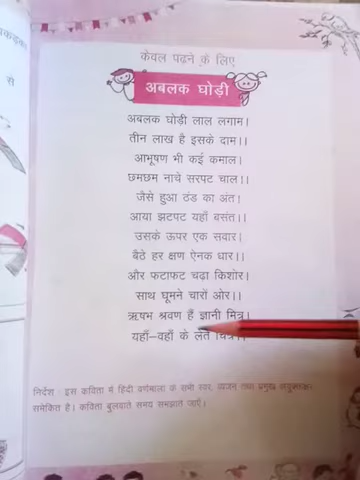 केवल पढ़ने के लिए
अबलक घोड़ी
अबलक घोड़ी लाल लगाम।
तीन लाख है इसके दाम।।
आभूषण भी कई कमाल।
छमछम नाचे सरपट चाल।।
जैसे हुआ ठंड का अंत।
आया झटपट यहाँ बसंत।।
उसके ऊपर एक सवार।
बैठे हर क्षण ऐनक धार।।
और फटाफट चढ़ा किशोर।
साथ घूमने चारों ओर।।
ऋषभ श्रवण हैं ज्ञानी मित्र।
यहाँ–वहाँ के लेते चित्र।।
निर्देश : इस कविता में हिंदी वर्णमाला के सभी स्वर, व्यंजन तथा प्रमुख संयुक्ताक्षर
समेकित है। कविता बुलवाते समय समझाते जाएँ।
से